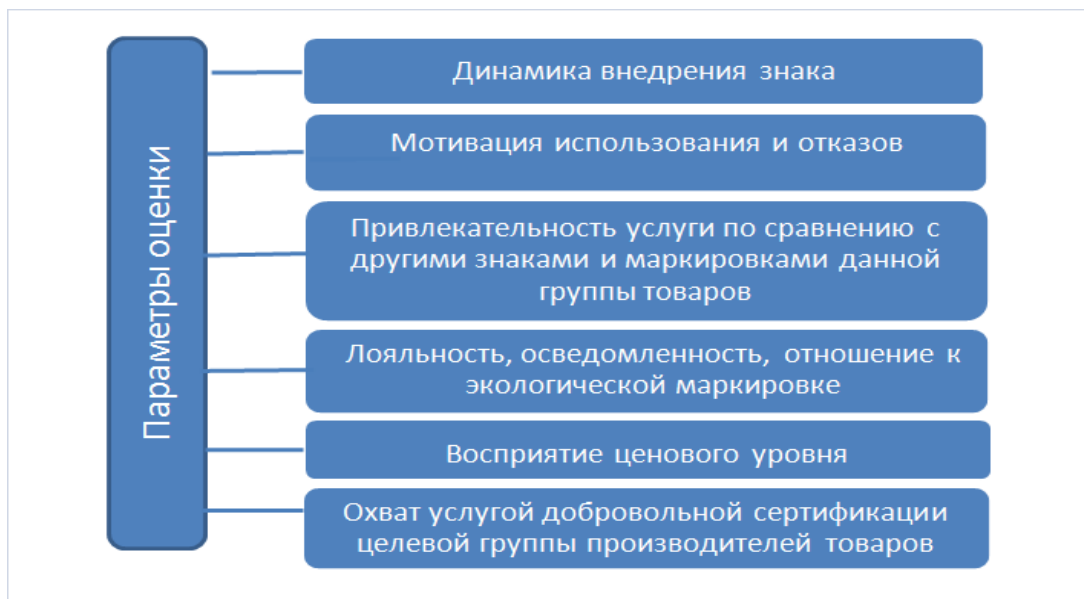 Параметры оценки
Динамика внедрения знака
Мотивация использования и отказов
Привлекательность услуги по сравнению с
другими знаками и маркировками данной
группы товаров
Лояльность, осведомленность, отношение к
экологической маркировке
Восприятие ценового уровня
Охват услугой добровольной сертификации
целевой группы производителей товаров